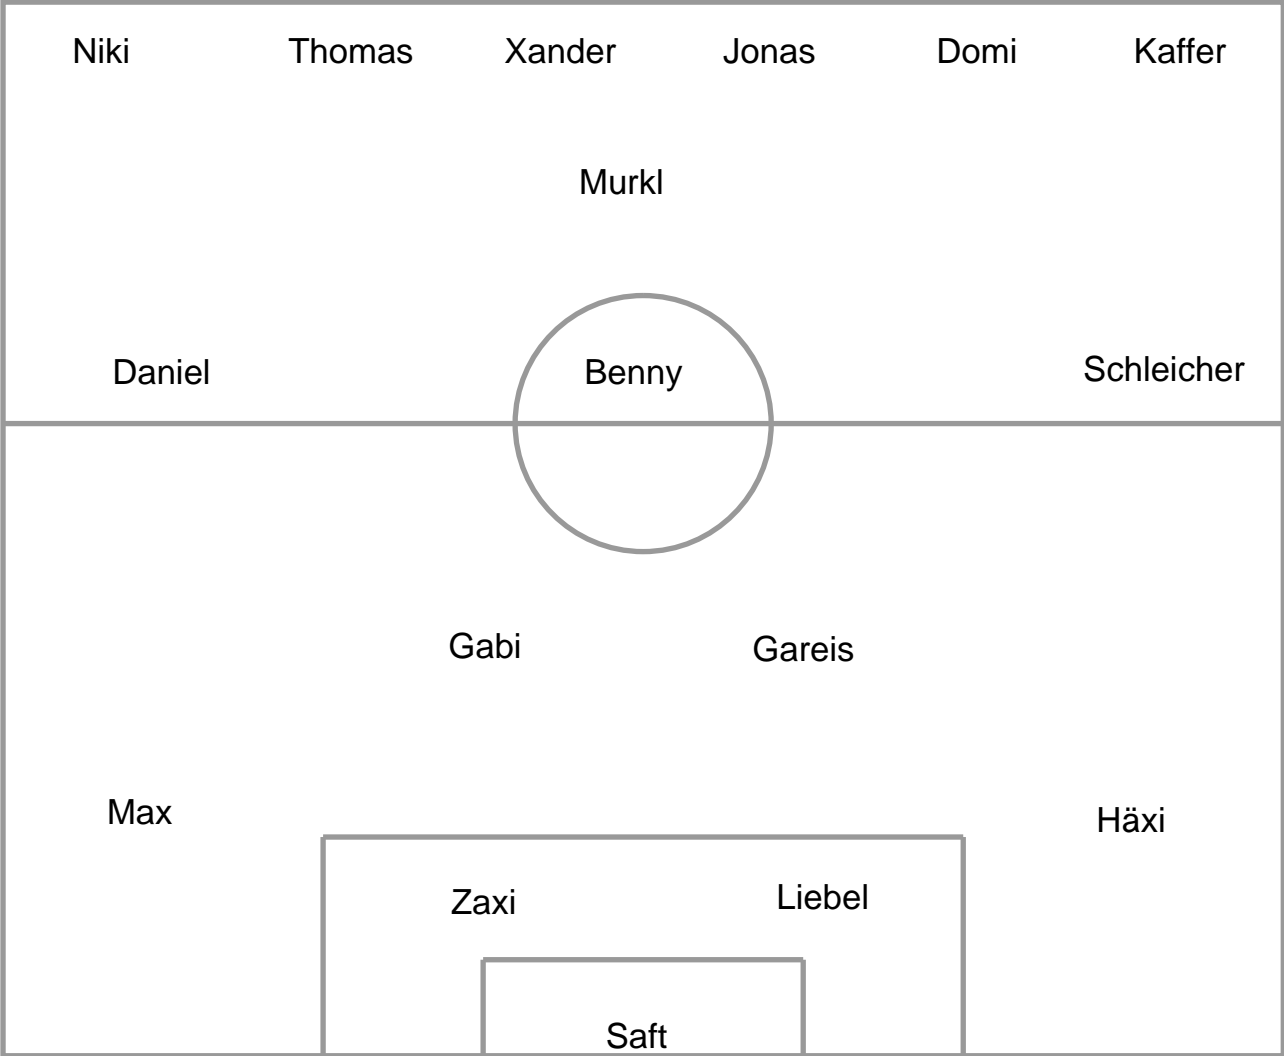 Niki Thomas Xander Jonas Domi Kaffer
Murkl
Daniel Benny Schleicher
Gabi Gareis
Max Häxi
Zaxi Liebel
Saft